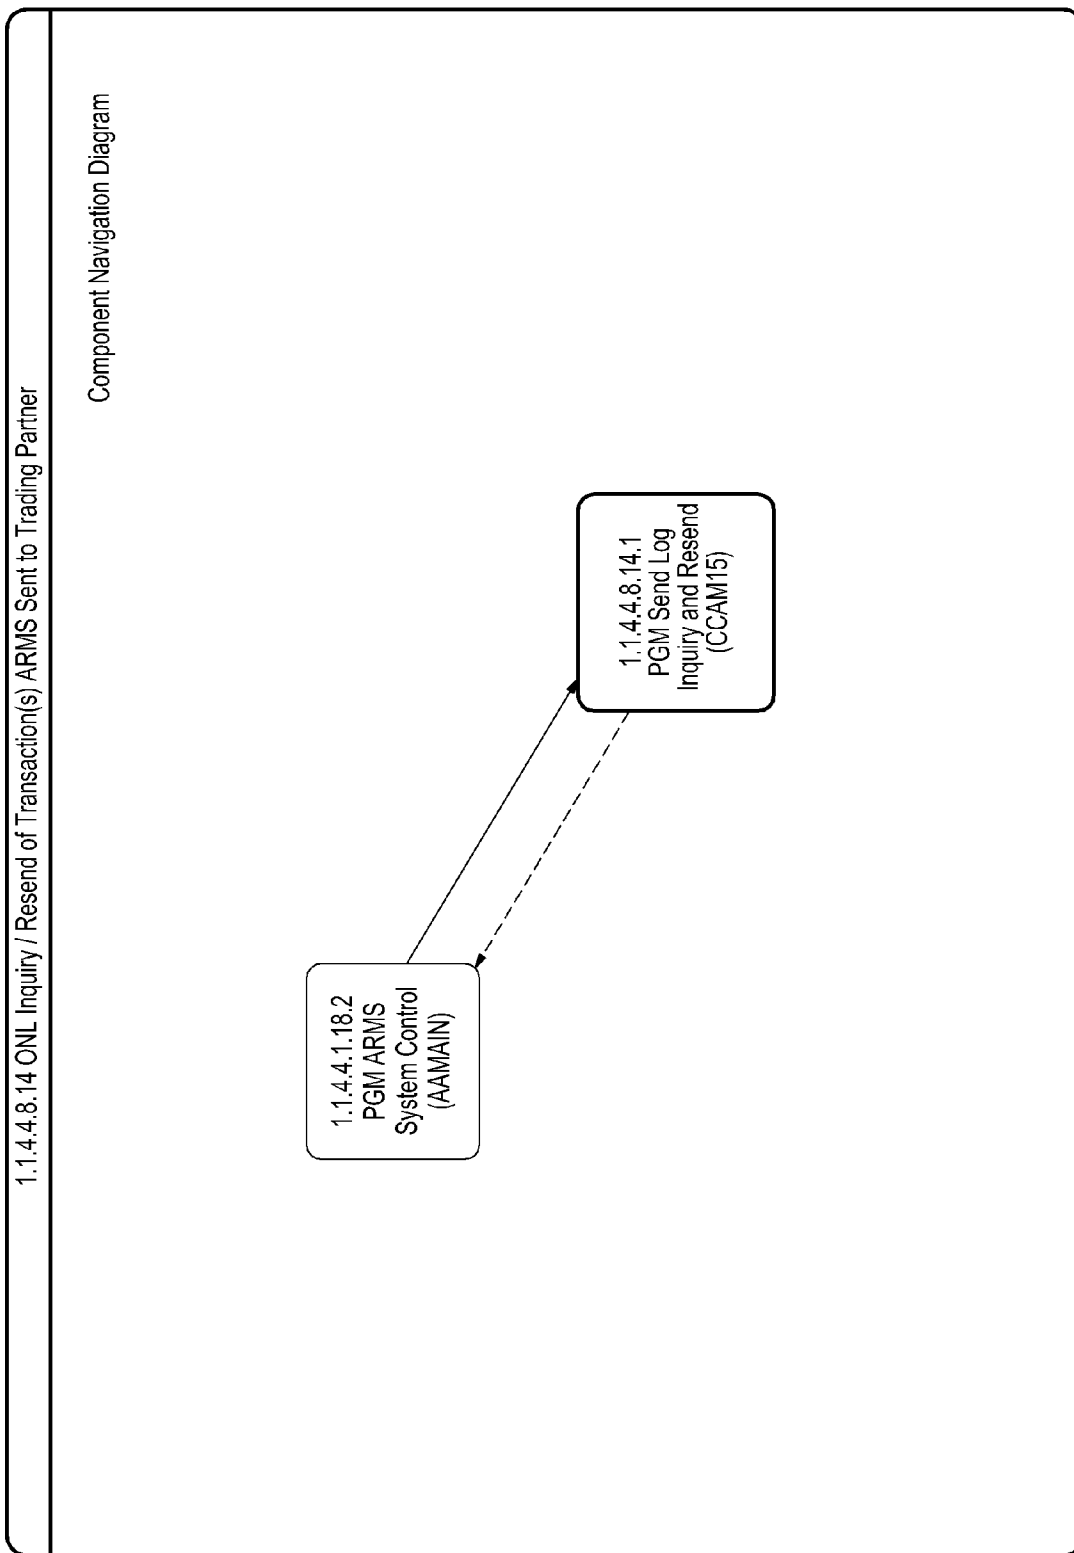 1.1.4.4.8.14 ONL Inquiry / Resend of Transaction(s) ARMS Sent to Trading Partner
Component Navigation Diagram
1.1.4.4.1.18.2
PGM ARMS
System Control
(AAMAIN)
1.1.4.4.8.14.1
PGM Send Log
Inquiry and Resend
(CCAM15)